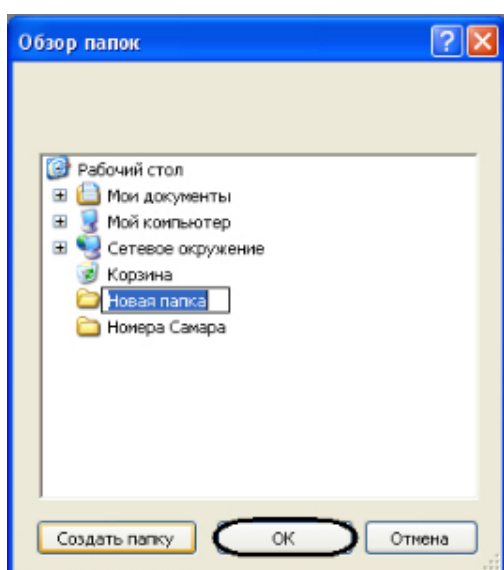 Обзор папок
Рабочий стол
Мои документы
Мой компьютер
Сетевое окружение
Корзина
Новая папка
Номера Самара
Создать папку OK Отмена